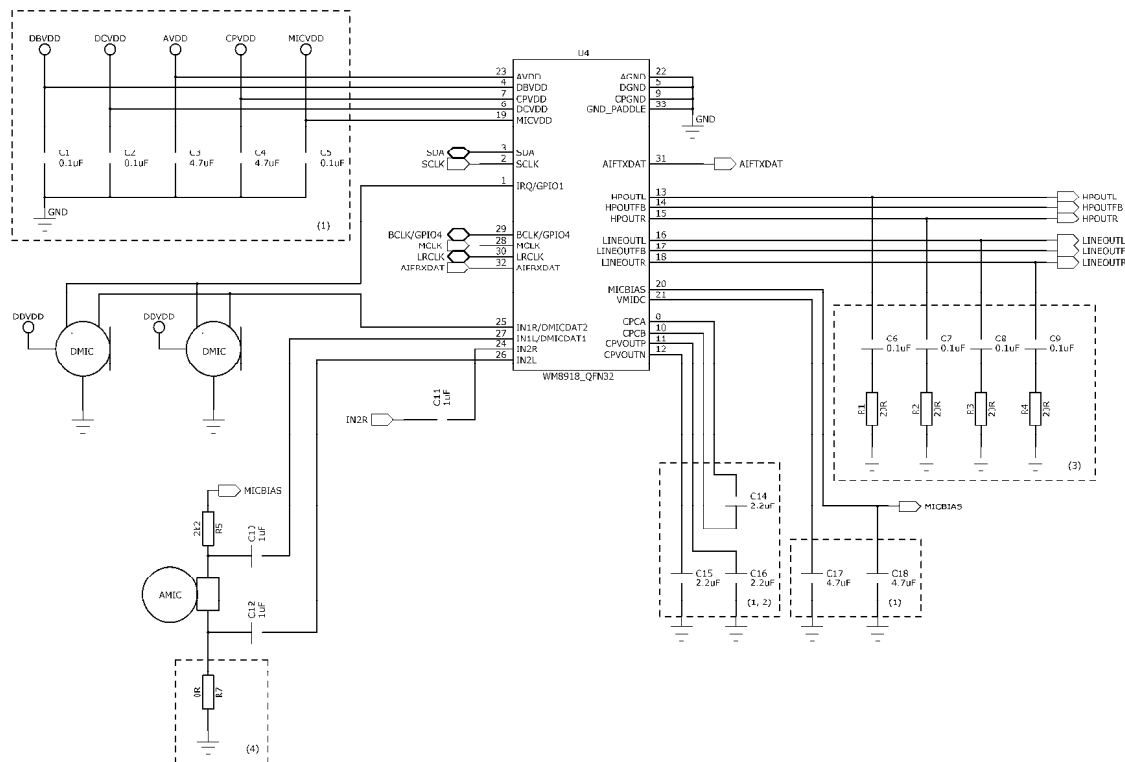 DBVDD DCVDD AVDD CPVDD MICVDD
C1 0.1uF
C2 0.1uF
C3 4.7uF
C4 4.7uF
C5 0.1uF
GND
(1)
U4
23 AVDD
4 DBVDD
7 CPVDD
6 DCVDD
19 MICVDD
SDA 3 SDA
SCLK 2 SCLK
1 IRQ/GPIO1
BCLK/GPIO4 29 BCLK/GPIO4
MCLK 28 MCLK
LRCLK 30 LRCLK
AIFRXDAT 32 AIFRXDAT
25 IN1R/DMICDAT2
27 IN1L/DMICDAT1
24 IN2R
26 IN2L
WM8918_QFN32
AGND 22
DGND 5
CPGND 9
GND_PADDLE 33
GND
AIFTXDAT 31 AIFTXDAT
HPOUTL 13 HPOUTL
HPOUTFB 14 HPOUTFB
HPOUTR 15 HPOUTR
LINEOUTL 16 LINEOUTL
LINEOUTFB 17 LINEOUTF
LINEOUTR 18 LINEOUTR
MICBIAS 20
VMIDC 21
CPCA 8
CPCB 10
CPVOUTP 11
CPVOUTN 12
DBVDD
DMIC
DBVDD
DMIC
IN2R
C11
1uF
C6 0.1uF
C7 0.1uF
C8 0.1uF
C9 0.1uF
R1 20R
R2 20R
R3 20R
R4 20R
(3)
MICBIAS
2k2 R5
C10
1uF
AMIC
C12
1uF
0R R7
(4)
C14
2.2uF
C15
2.2uF
C16
2.2uF
(1, 2)
MICBIAS
C17
4.7uF
C18
4.7uF
(1)